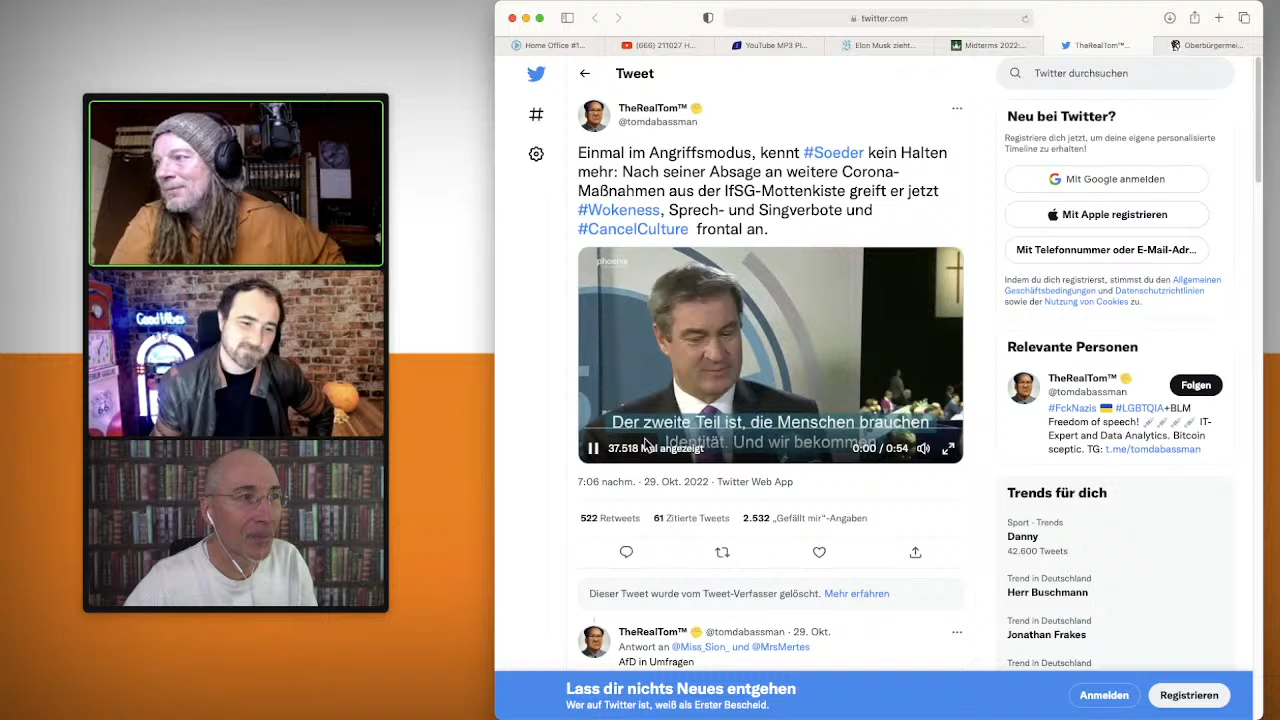 twitter.com
Home Office #1...
(666) 211027 H...
YouTube MP3 Pl...
Elon Musk zieht...
Midterms 2022:...
TheRealTom™...
Oberbürgermei...
Tweet
Twitter durchsuchen
TheRealTom™
@tomdabassman
Einmal im Angriffsmodus, kennt #Soeder kein Halten
mehr: Nach seiner Absage an weitere Corona-
Maßnahmen aus der IfSG-Mottenkiste greift er jetzt
#Wokeness, Sprech- und Singverbote und
#CancelCulture frontal an.
phoenix
Der zweite Teil ist, die Menschen brauchen
Identität. Und wir bekommen
37.518 Mal angezeigt
0:00 / 0:54
7:06 nachm. · 29. Okt. 2022 · Twitter Web App
522 Retweets 61 Zitierte Tweets 2.532 „Gefällt mir“-Angaben
Dieser Tweet wurde vom Tweet-Verfasser gelöscht. Mehr erfahren
TheRealTom™ @tomdabassman · 29. Okt.
Antwort an @Miss_Sion_ und @MrsMertes
AfD in Umfragen
Neu bei Twitter?
Registriere dich jetzt, um deine eigene personalisierte
Timeline zu erhalten!
Mit Google anmelden
Mit Apple registrieren
Mit Telefonnummer oder E-Mail-Adr...
Indem du dich registrierst, stimmst du den Allgemeinen
Geschäftsbedingungen und Datenschutzrichtlinien
sowie der Nutzung von Cookies zu.
Relevante Personen
TheRealTom™
@tomdabassman
Folgen
#FckNazis #LGBTQIA+BLM
Freedom of speech! IT-
Expert and Data Analytics. Bitcoin
sceptic. TG: t.me/tomdabassman
Trends für dich
Sport · Trends
Danny
42.600 Tweets
Trend in Deutschland
Herr Buschmann
Trend in Deutschland
Jonathan Frakes
Trend in Deutschland
Lass dir nichts Neues entgehen
Wer auf Twitter ist, weiß als Erster Bescheid.
Anmelden
Registrieren
Good Vibes